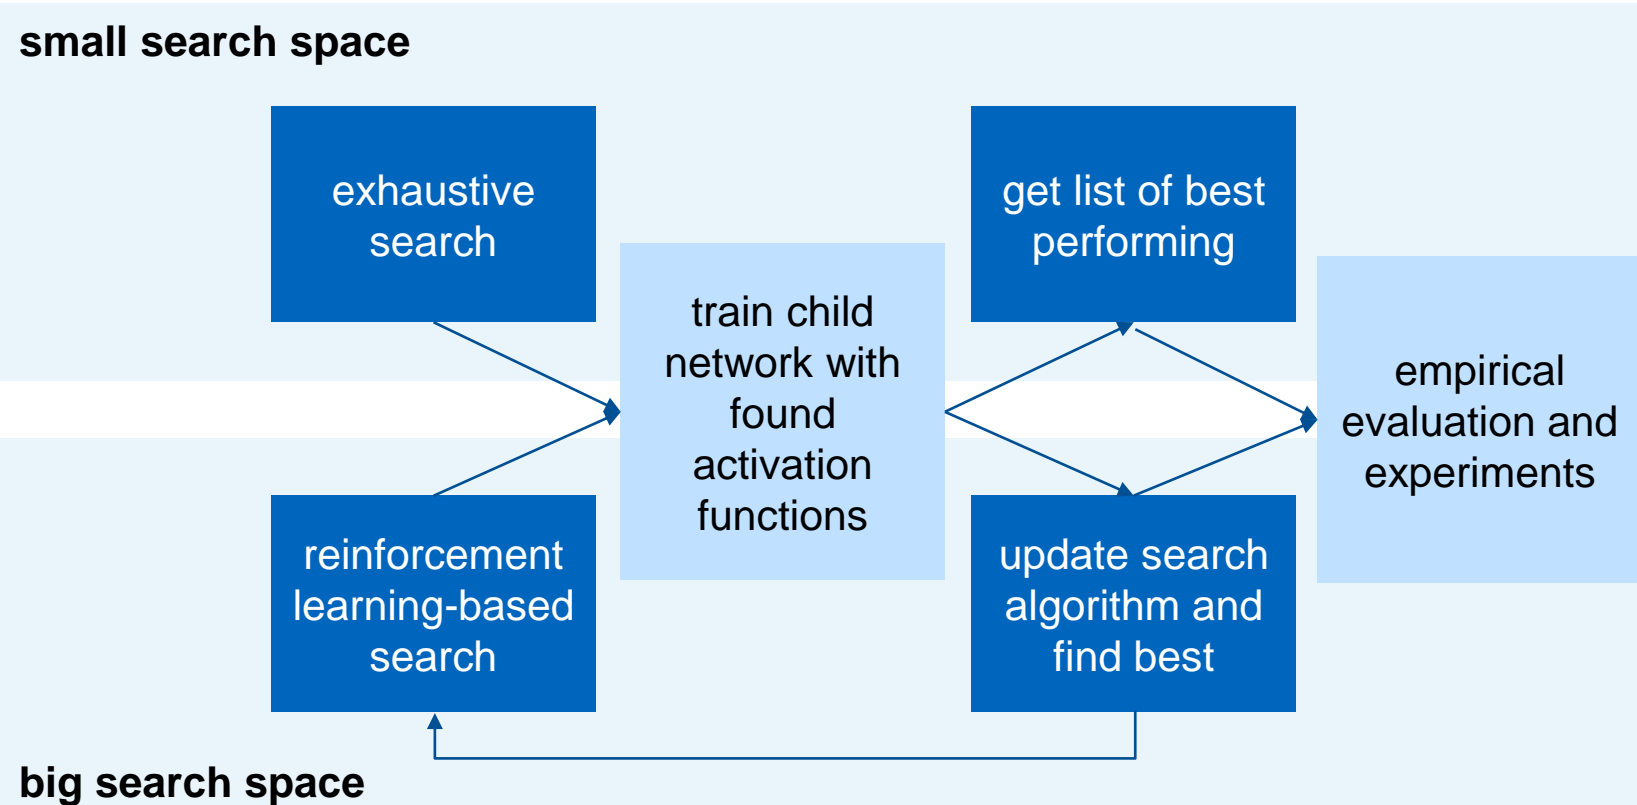 small search space
exhaustive
search
get list of best
performing
train child
network with
found
activation
functions
empirical
evaluation and
experiments
reinforcement
learning-based
search
update search
algorithm and
find best
big search space